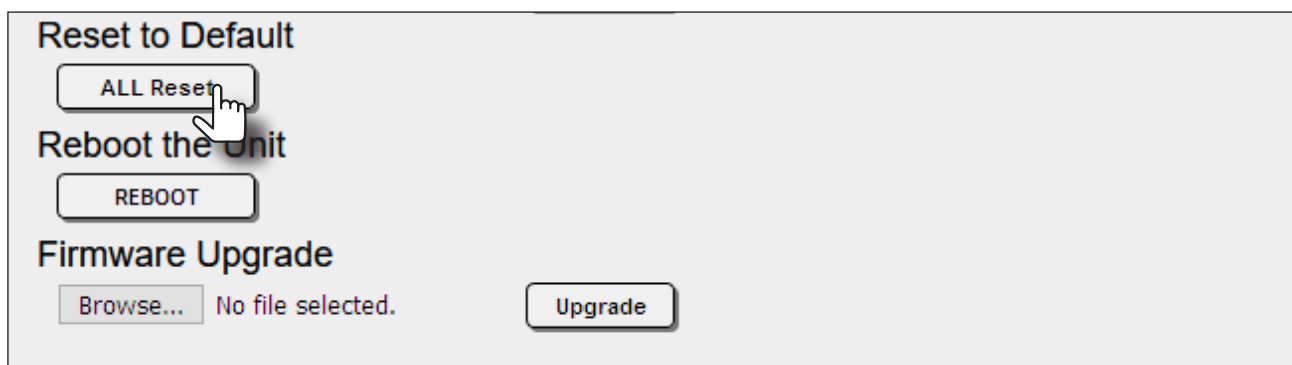 Reset to Default
ALL Reset
Reboot the Unit
REBOOT
Firmware Upgrade
Browse... No file selected. Upgrade